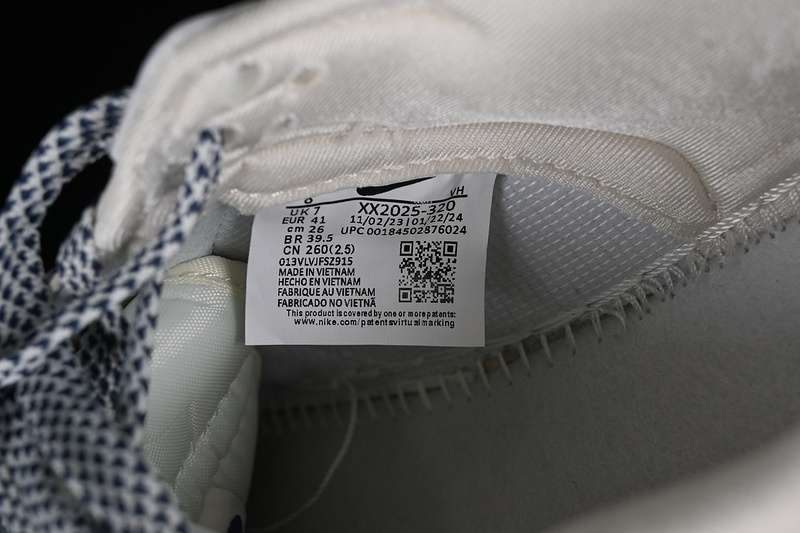 8 VH
UK 7 XX2025-320
EUR 41 11/02/23|01/22/24
cm 26 UPC 00184502876024
BR 39.5
CN 260(2.5)
013VLVJFSZ915
MADE IN VIETNAM
HECHO EN VIETNAM
FABRIQUE AU VIETNAM
FABRICADO NO VIETNÃ
This product is covered by one or more patents:
www.nike.com/patentsvirtualmarking